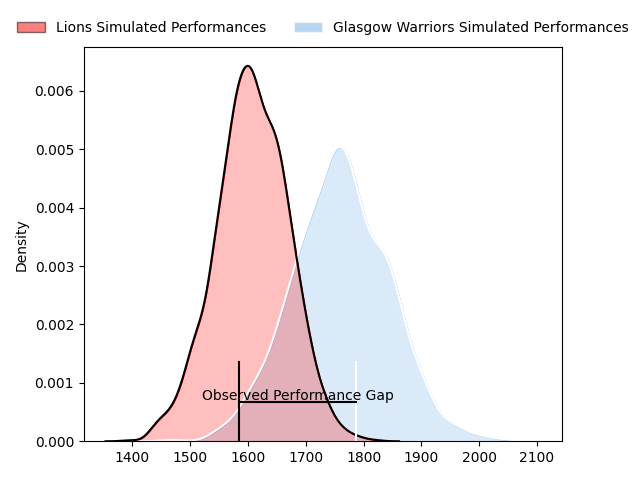 Lions Simulated Performances
Glasgow Warriors Simulated Performances
0.006
0.005
0.004
0.003
0.002
0.001
0.000
Density
Observed Performance Gap
1400 1500 1600 1700 1800 1900 2000 2100